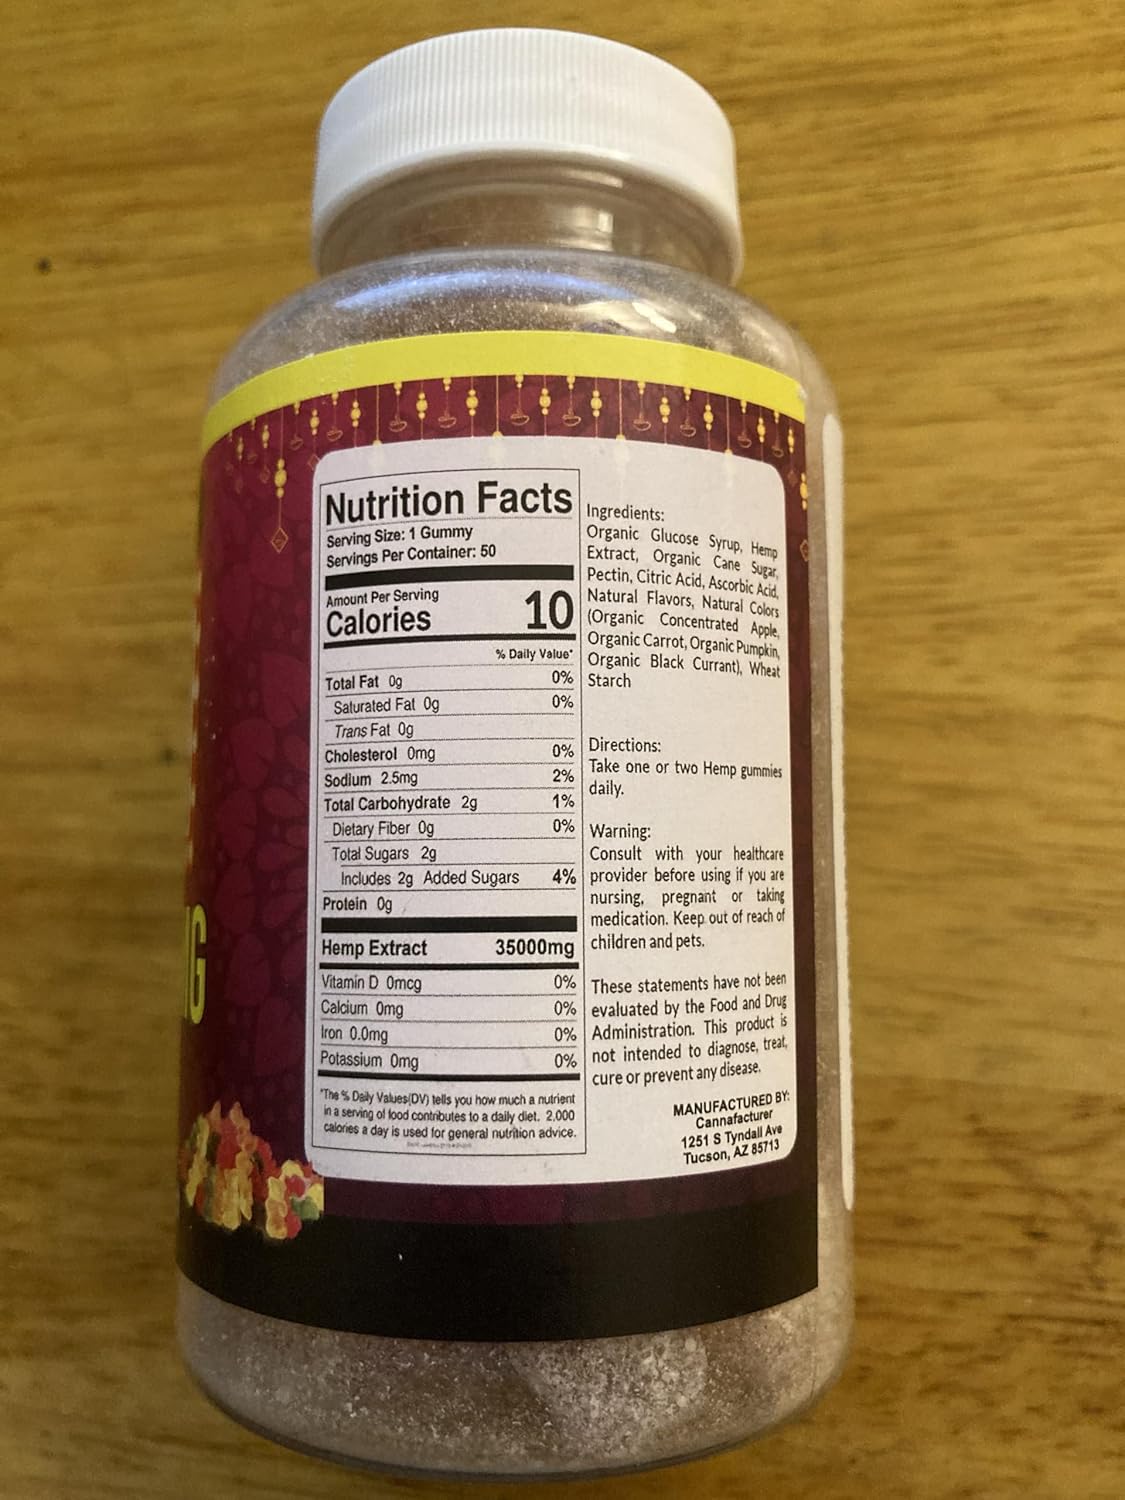 Nutrition Facts
Serving Size: 1 Gummy
Servings Per Container: 50
Amount Per Serving
Calories 10
% Daily Value*
Total Fat 0g 0%
Saturated Fat 0g 0%
Trans Fat 0g
Cholesterol 0mg 0%
Sodium 2.5mg 2%
Total Carbohydrate 2g 1%
Dietary Fiber 0g 0%
Total Sugars 2g
Includes 2g Added Sugars 4%
Protein 0g
Hemp Extract 35000mg
Vitamin D 0mcg 0%
Calcium 0mg 0%
Iron 0.0mg 0%
Potassium 0mg 0%
*The % Daily Values(DV) tells you how much a nutrient
in a serving of food contributes to a daily diet. 2,000
calories a day is used for general nutrition advice.
Ingredients:
Organic Glucose Syrup, Hemp
Extract, Organic Cane Sugar,
Pectin, Citric Acid, Ascorbic Acid,
Natural Flavors, Natural Colors
(Organic Concentrated Apple,
Organic Carrot, Organic Pumpkin,
Organic Black Currant), Wheat
Starch
Directions:
Take one or two Hemp gummies
daily.
Warning:
Consult with your healthcare
provider before using if you are
nursing, pregnant or taking
medication. Keep out of reach of
children and pets.
These statements have not been
evaluated by the Food and Drug
Administration. This product is
not intended to diagnose, treat,
cure or prevent any disease.
MANUFACTURED BY:
Cannafacturer
1251 S Tyndall Ave
Tucson, AZ 85713